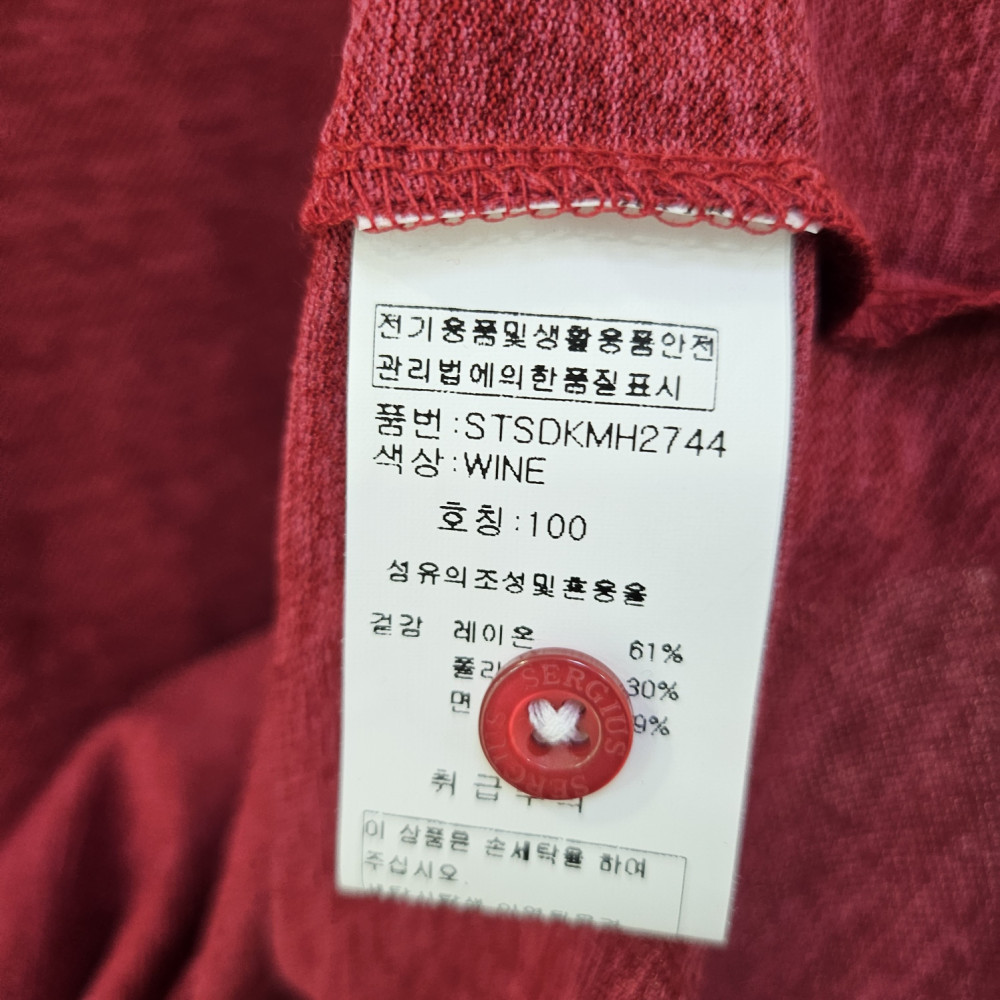 전기용품및생활용품안전
관리법에의한품질표시
품번:STSDKMH2744
색상:WINE
호칭:100
섬유의조성및혼용율
겉감 레이온 61%
30%
면 9%
SERGIUS
이 상품은 손세탁을 하여
주십시오.